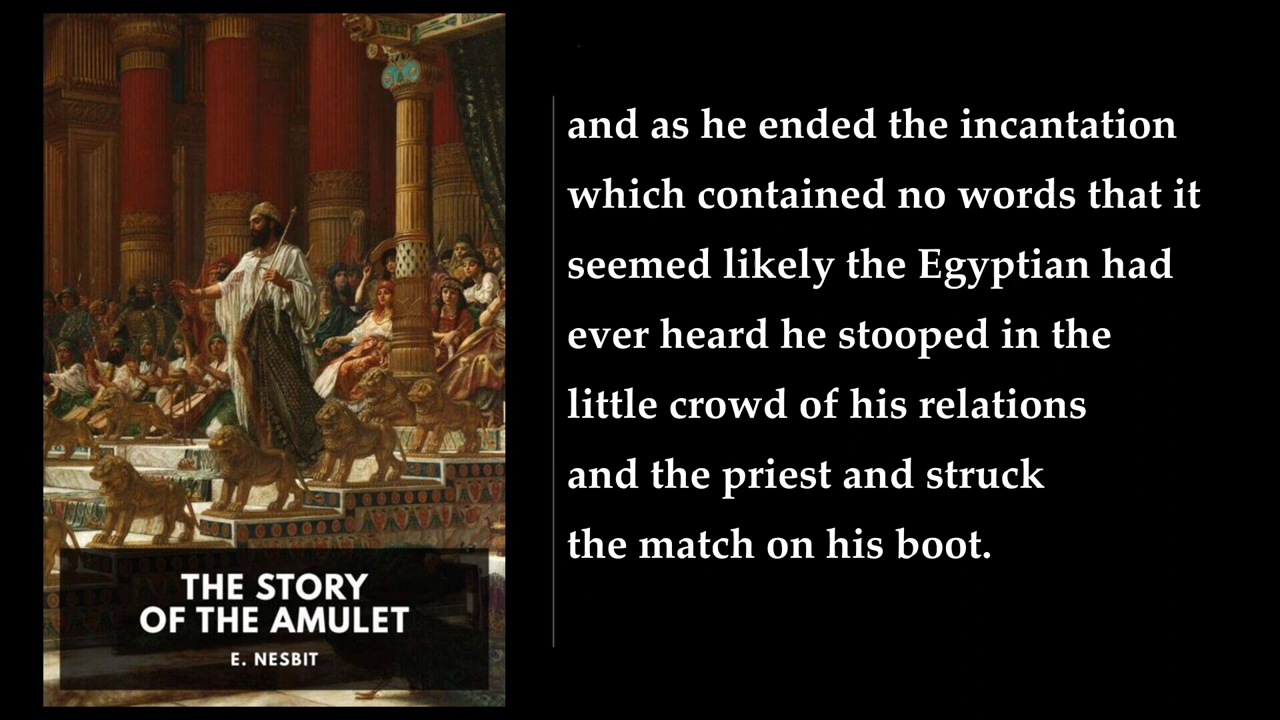 and as he ended the incantation
which contained no words that it
seemed likely the Egyptian had
ever heard he stooped in the
little crowd of his relations
and the priest and struck
the match on his boot.
THE STORY
OF THE AMULET
E. NESBIT